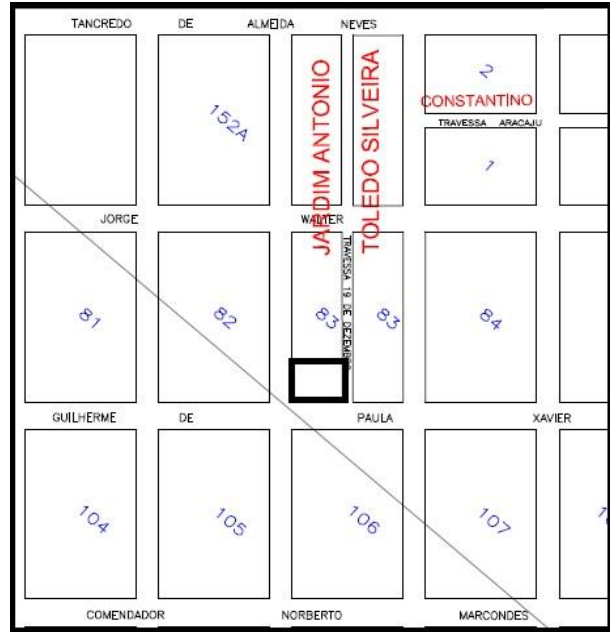 TANCREDO DE ALMEIDA NEVES
152A
JARDIM ANTONIO
TOLEDO SILVEIRA
2
CONSTANTINO
TRAVESSA ARACAJU
1
JORGE WALTER
TRAVESSA 19 DE DEZEMBRO
81
82
83
83
84
GUILHERME DE PAULA XAVIER
104
105
106
107
COMENDADOR NORBERTO MARCONDES